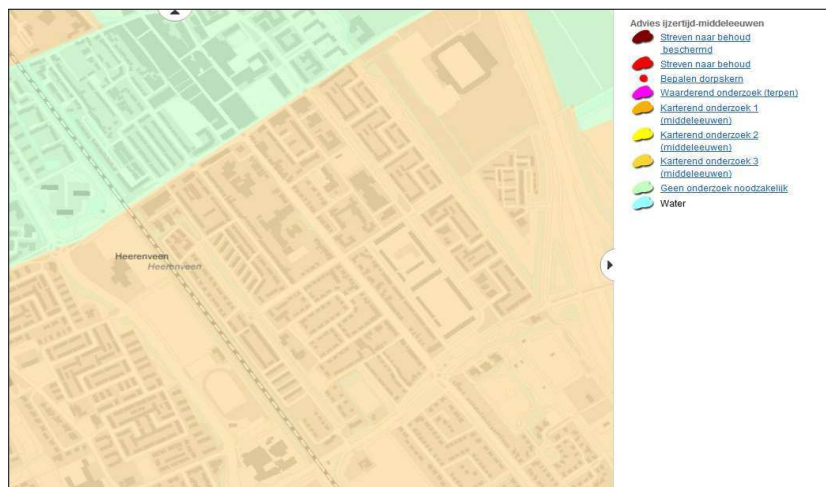 Advies ijzertijd-middeleeuwen
Streven naar behoud
beschermd
Streven naar behoud
Bepalen dorpskern
Waarderend onderzoek (terpen)
Karterend onderzoek 1
(middeleeuwen)
Karterend onderzoek 2
(middeleeuwen)
Karterend onderzoek 3
(middeleeuwen)
Geen onderzoek noodzakelijk
Water
Heerenveen
Heerenveen